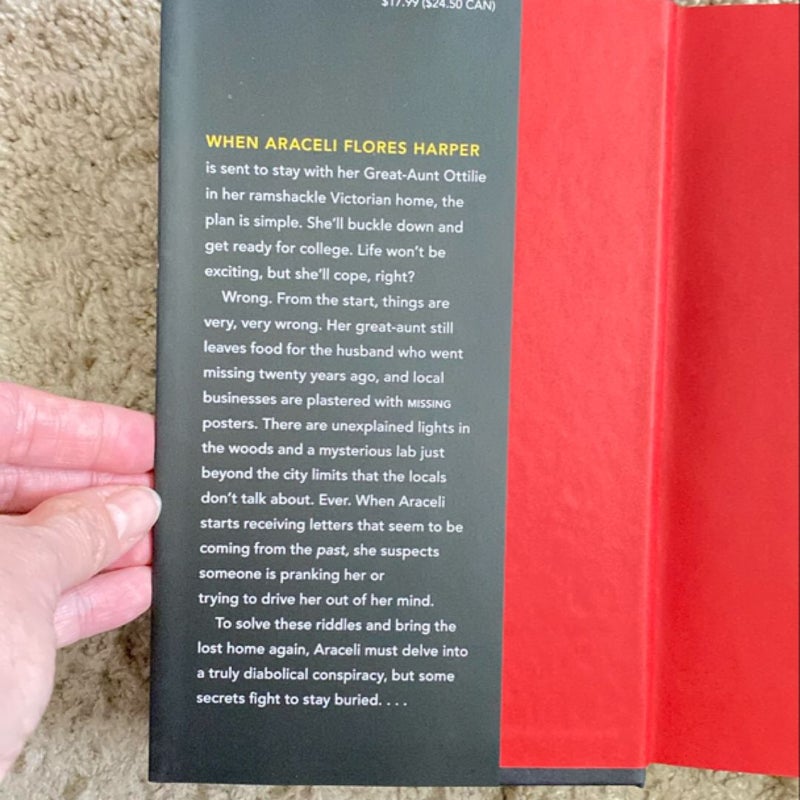 $17.99 ($24.50 CAN)
WHEN ARACELI FLORES HARPER
is sent to stay with her Great-Aunt Ottilie
in her ramshackle Victorian home, the
plan is simple. She'll buckle down and
get ready for college. Life won't be
exciting, but she'll cope, right?
Wrong. From the start, things are
very, very wrong. Her great-aunt still
leaves food for the husband who went
missing twenty years ago, and local
businesses are plastered with MISSING
posters. There are unexplained lights in
the woods and a mysterious lab just
beyond the city limits that the locals
don't talk about. Ever. When Araceli
starts receiving letters that seem to be
coming from the past, she suspects
someone is pranking her or
trying to drive her out of her mind.
To solve these riddles and bring the
lost home again, Araceli must delve into
a truly diabolical conspiracy, but some
secrets fight to stay buried. . . .